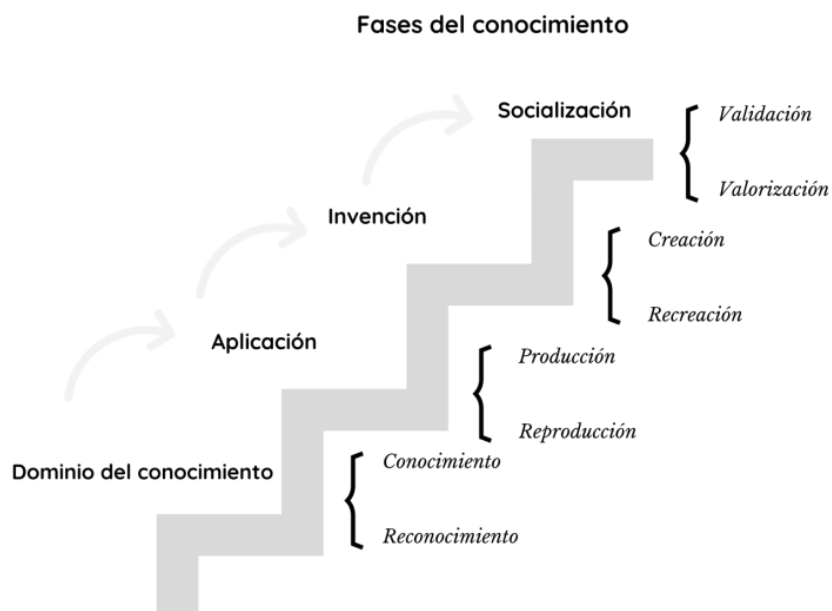 Fases del conocimiento
Socialización
Validación
Valorización
Invención
Creación
Recreación
Aplicación
Producción
Reproducción
Dominio del conocimiento
Conocimiento
Reconocimiento